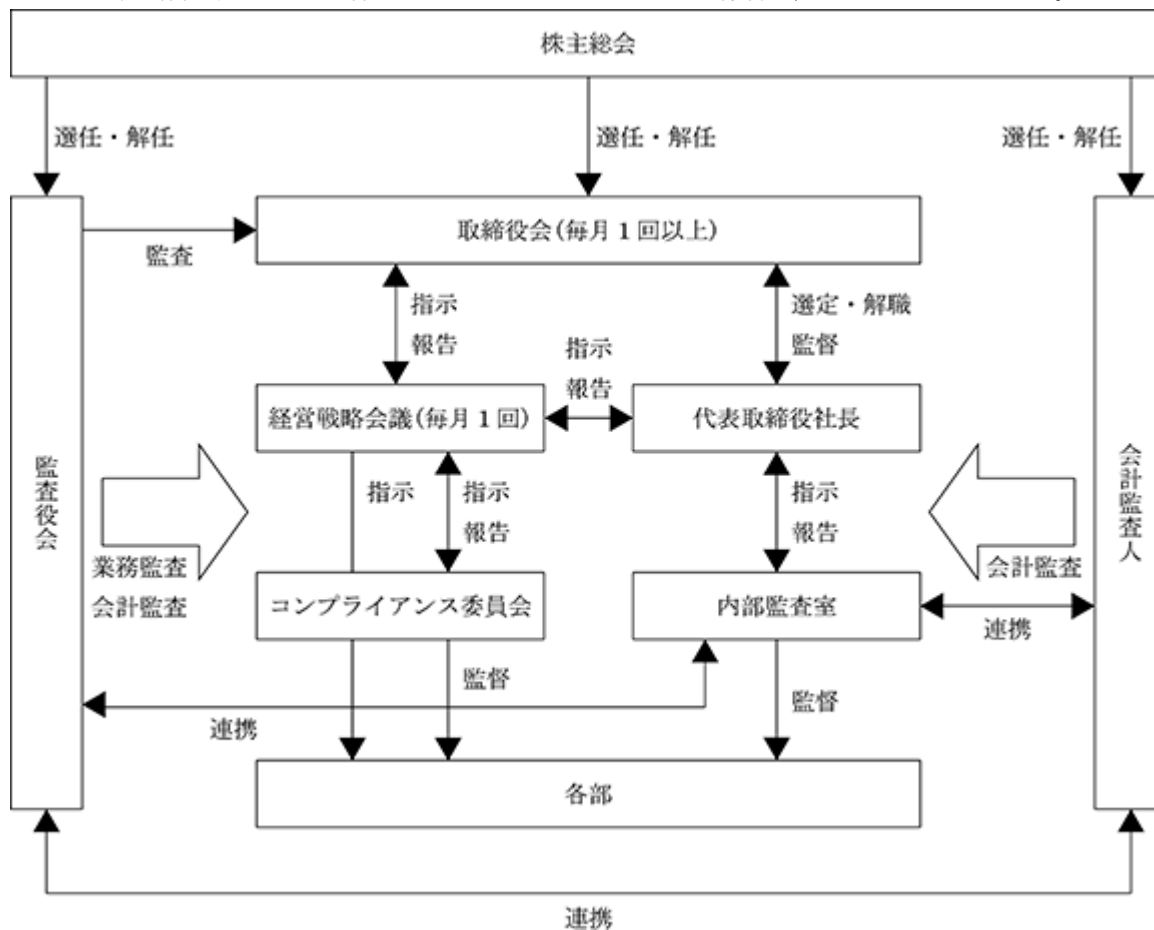 株主総会
選任・解任
選任・解任
選任・解任
取締役会(毎月1回以上)
監査
指示
報告
選定・解職
監督
指示
報告
経営戦略会議(毎月1回)
代表取締役社長
監査役会
会計監査人
指示
指示
報告
指示
報告
業務監査
会計監査
会計監査
コンプライアンス委員会
内部監査室
連携
監督
監督
連携
各部
連携